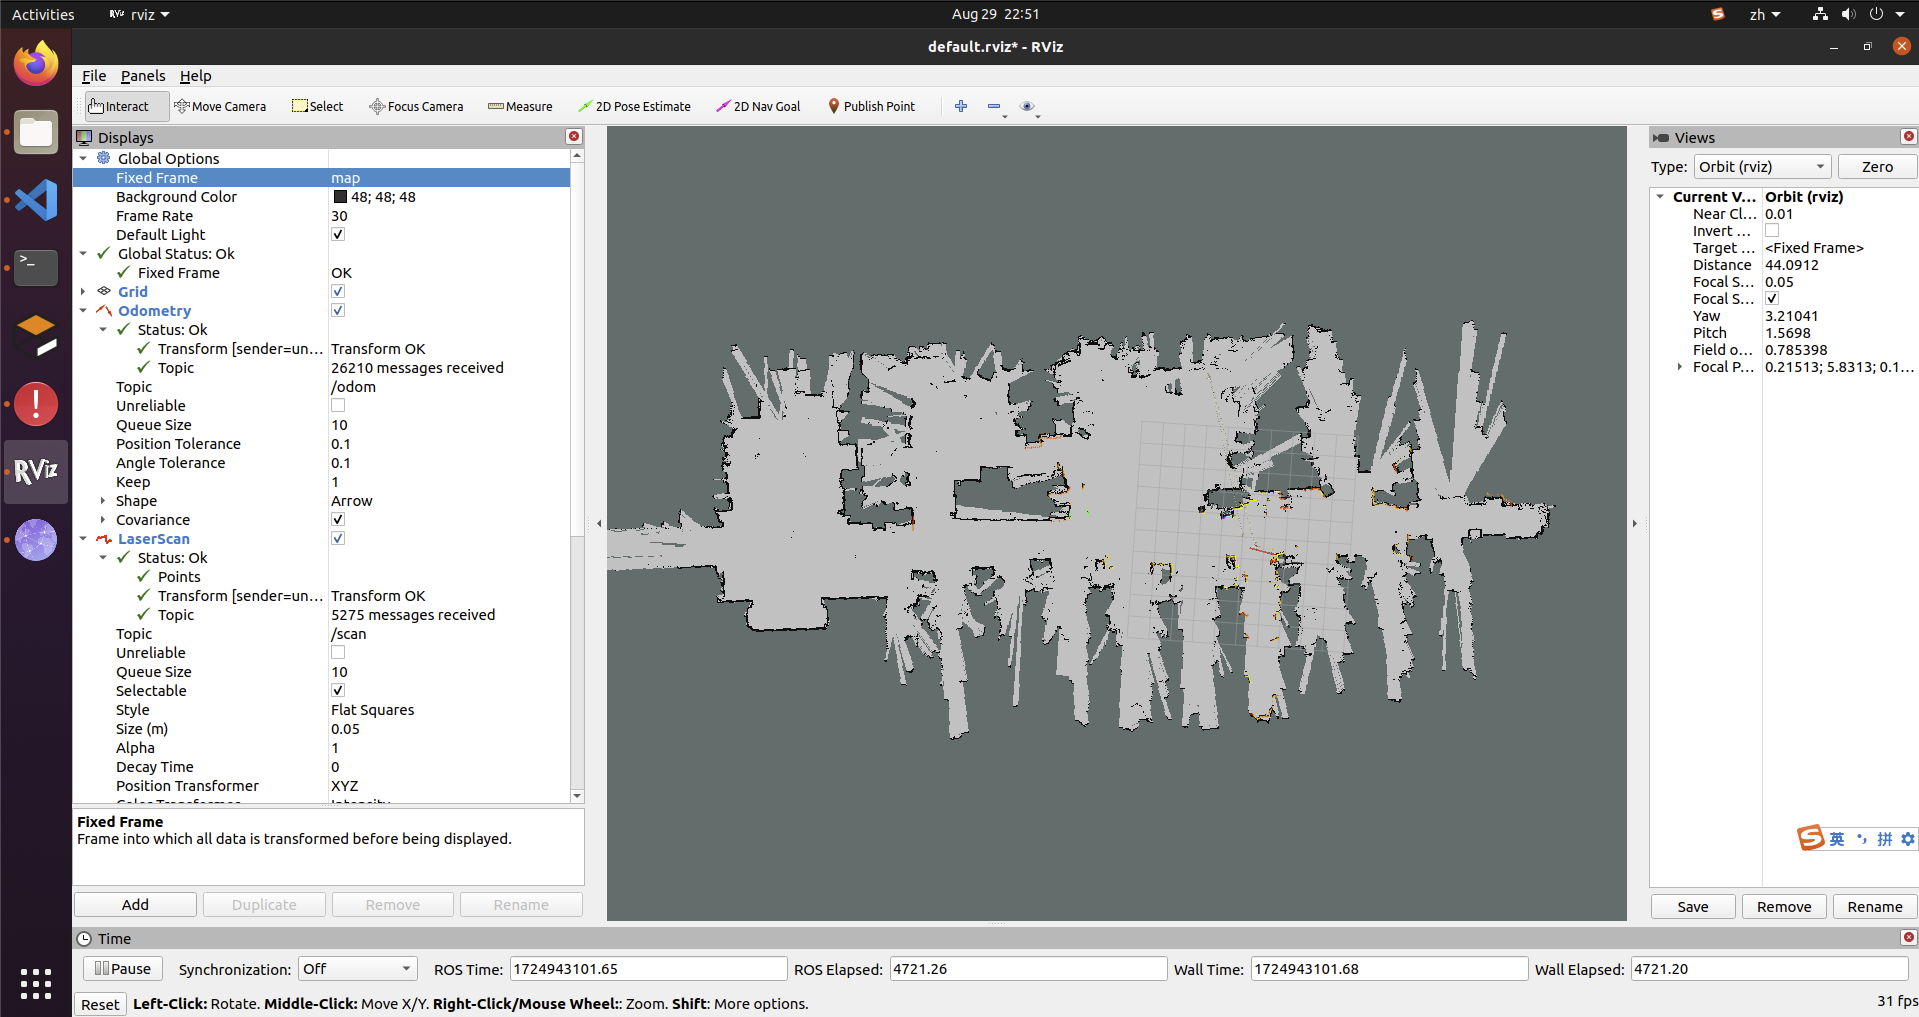 Activities
RViz rviz
Aug 29 22:51
zh
default.rviz* - RViz
File Panels Help
Interact Move Camera Select Focus Camera Measure 2D Pose Estimate 2D Nav Goal Publish Point
Displays
Global Options
Fixed Frame map
Background Color 48; 48; 48
Frame Rate 30
Default Light
Global Status: Ok
Fixed Frame OK
Grid
Odometry
Status: Ok
Transform [sender=un... Transform OK
Topic 26210 messages received
Topic /odom
Unreliable
Queue Size 10
Position Tolerance 0.1
Angle Tolerance 0.1
Keep 1
Shape Arrow
Covariance
LaserScan
Status: Ok
Points
Transform [sender=un... Transform OK
Topic 5275 messages received
Topic /scan
Unreliable
Queue Size 10
Selectable
Style Flat Squares
Size (m) 0.05
Alpha 1
Decay Time 0
Position Transformer XYZ
Fixed Frame
Frame into which all data is transformed before being displayed.
Add Duplicate Remove Rename
RViz
Views
Type: Orbit (rviz) Zero
Current V... Orbit (rviz)
Near Cl... 0.01
Invert ...
Target ... <Fixed Frame>
Distance 44.0912
Focal S... 0.05
Focal S...
Yaw 3.21041
Pitch 1.5698
Field o... 0.785398
Focal P... 0.21513; 5.8313; 0.1...
S 英 拼
Save Remove Rename
Time
Pause Synchronization: Off ROS Time: 1724943101.65 ROS Elapsed: 4721.26 Wall Time: 1724943101.68 Wall Elapsed: 4721.20
Reset Left-Click: Rotate. Middle-Click: Move X/Y. Right-Click/Mouse Wheel:: Zoom. Shift: More options. 31 fps